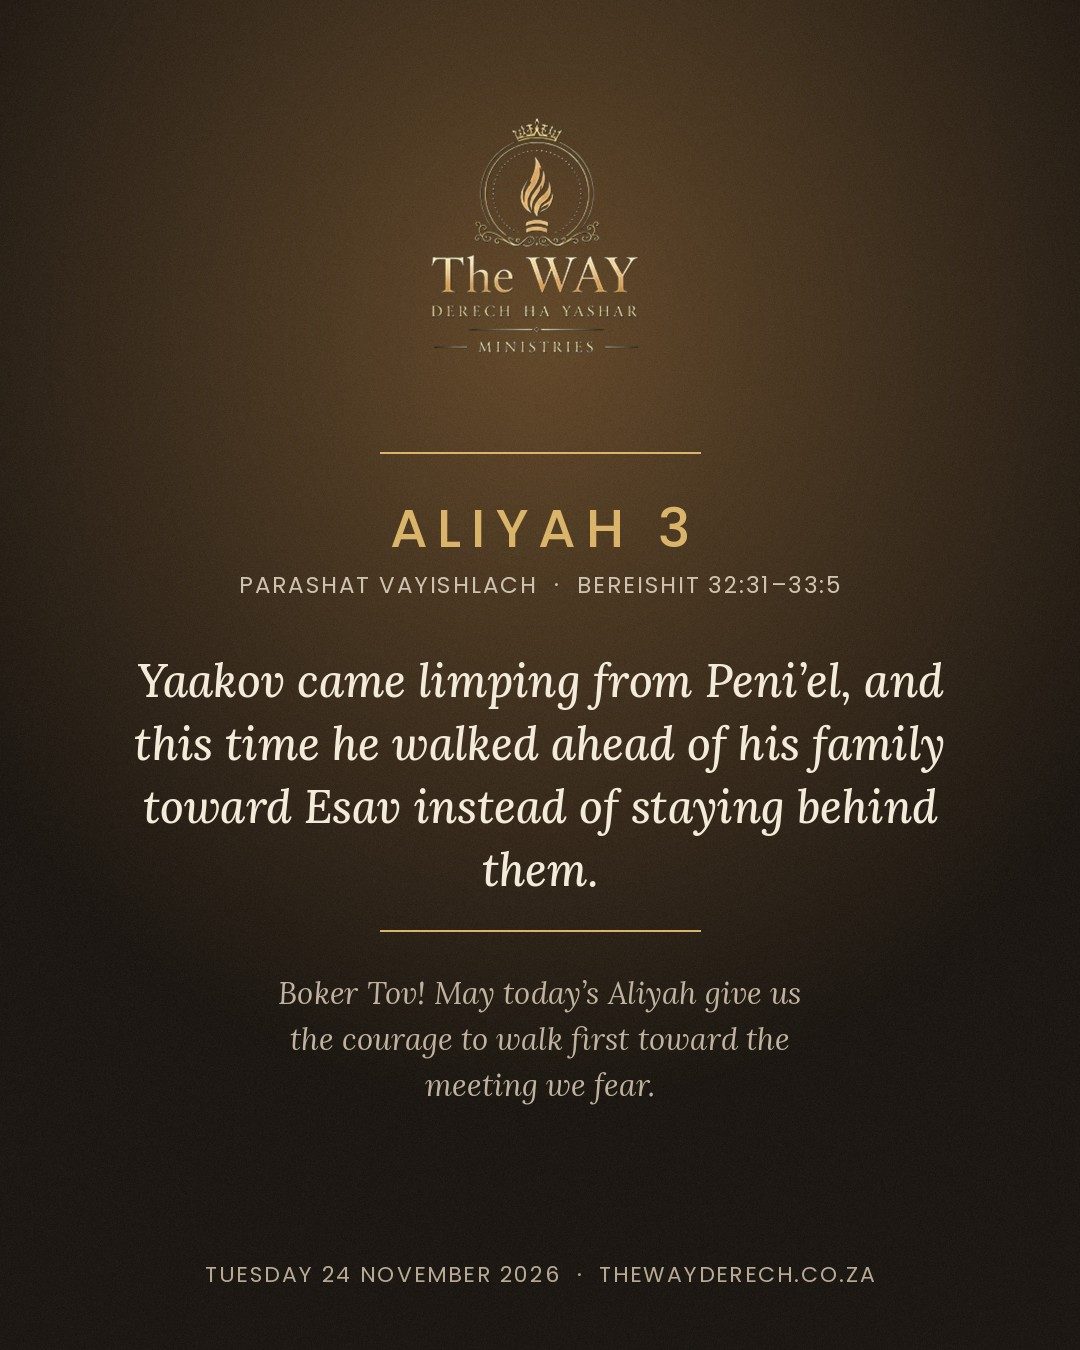 The WAY
DERECH HA YASHAR
MINISTRIES
ALIYAH 3
PARASHAT VAYISHLACH · BEREISHIT 32:31–33:5
Yaakov came limping from Peni’el, and
this time he walked ahead of his family
toward Esav instead of staying behind
them.
Boker Tov! May today’s Aliyah give us
the courage to walk first toward the
meeting we fear.
TUESDAY 24 NOVEMBER 2026 · THEWAYDERECH.CO.ZA